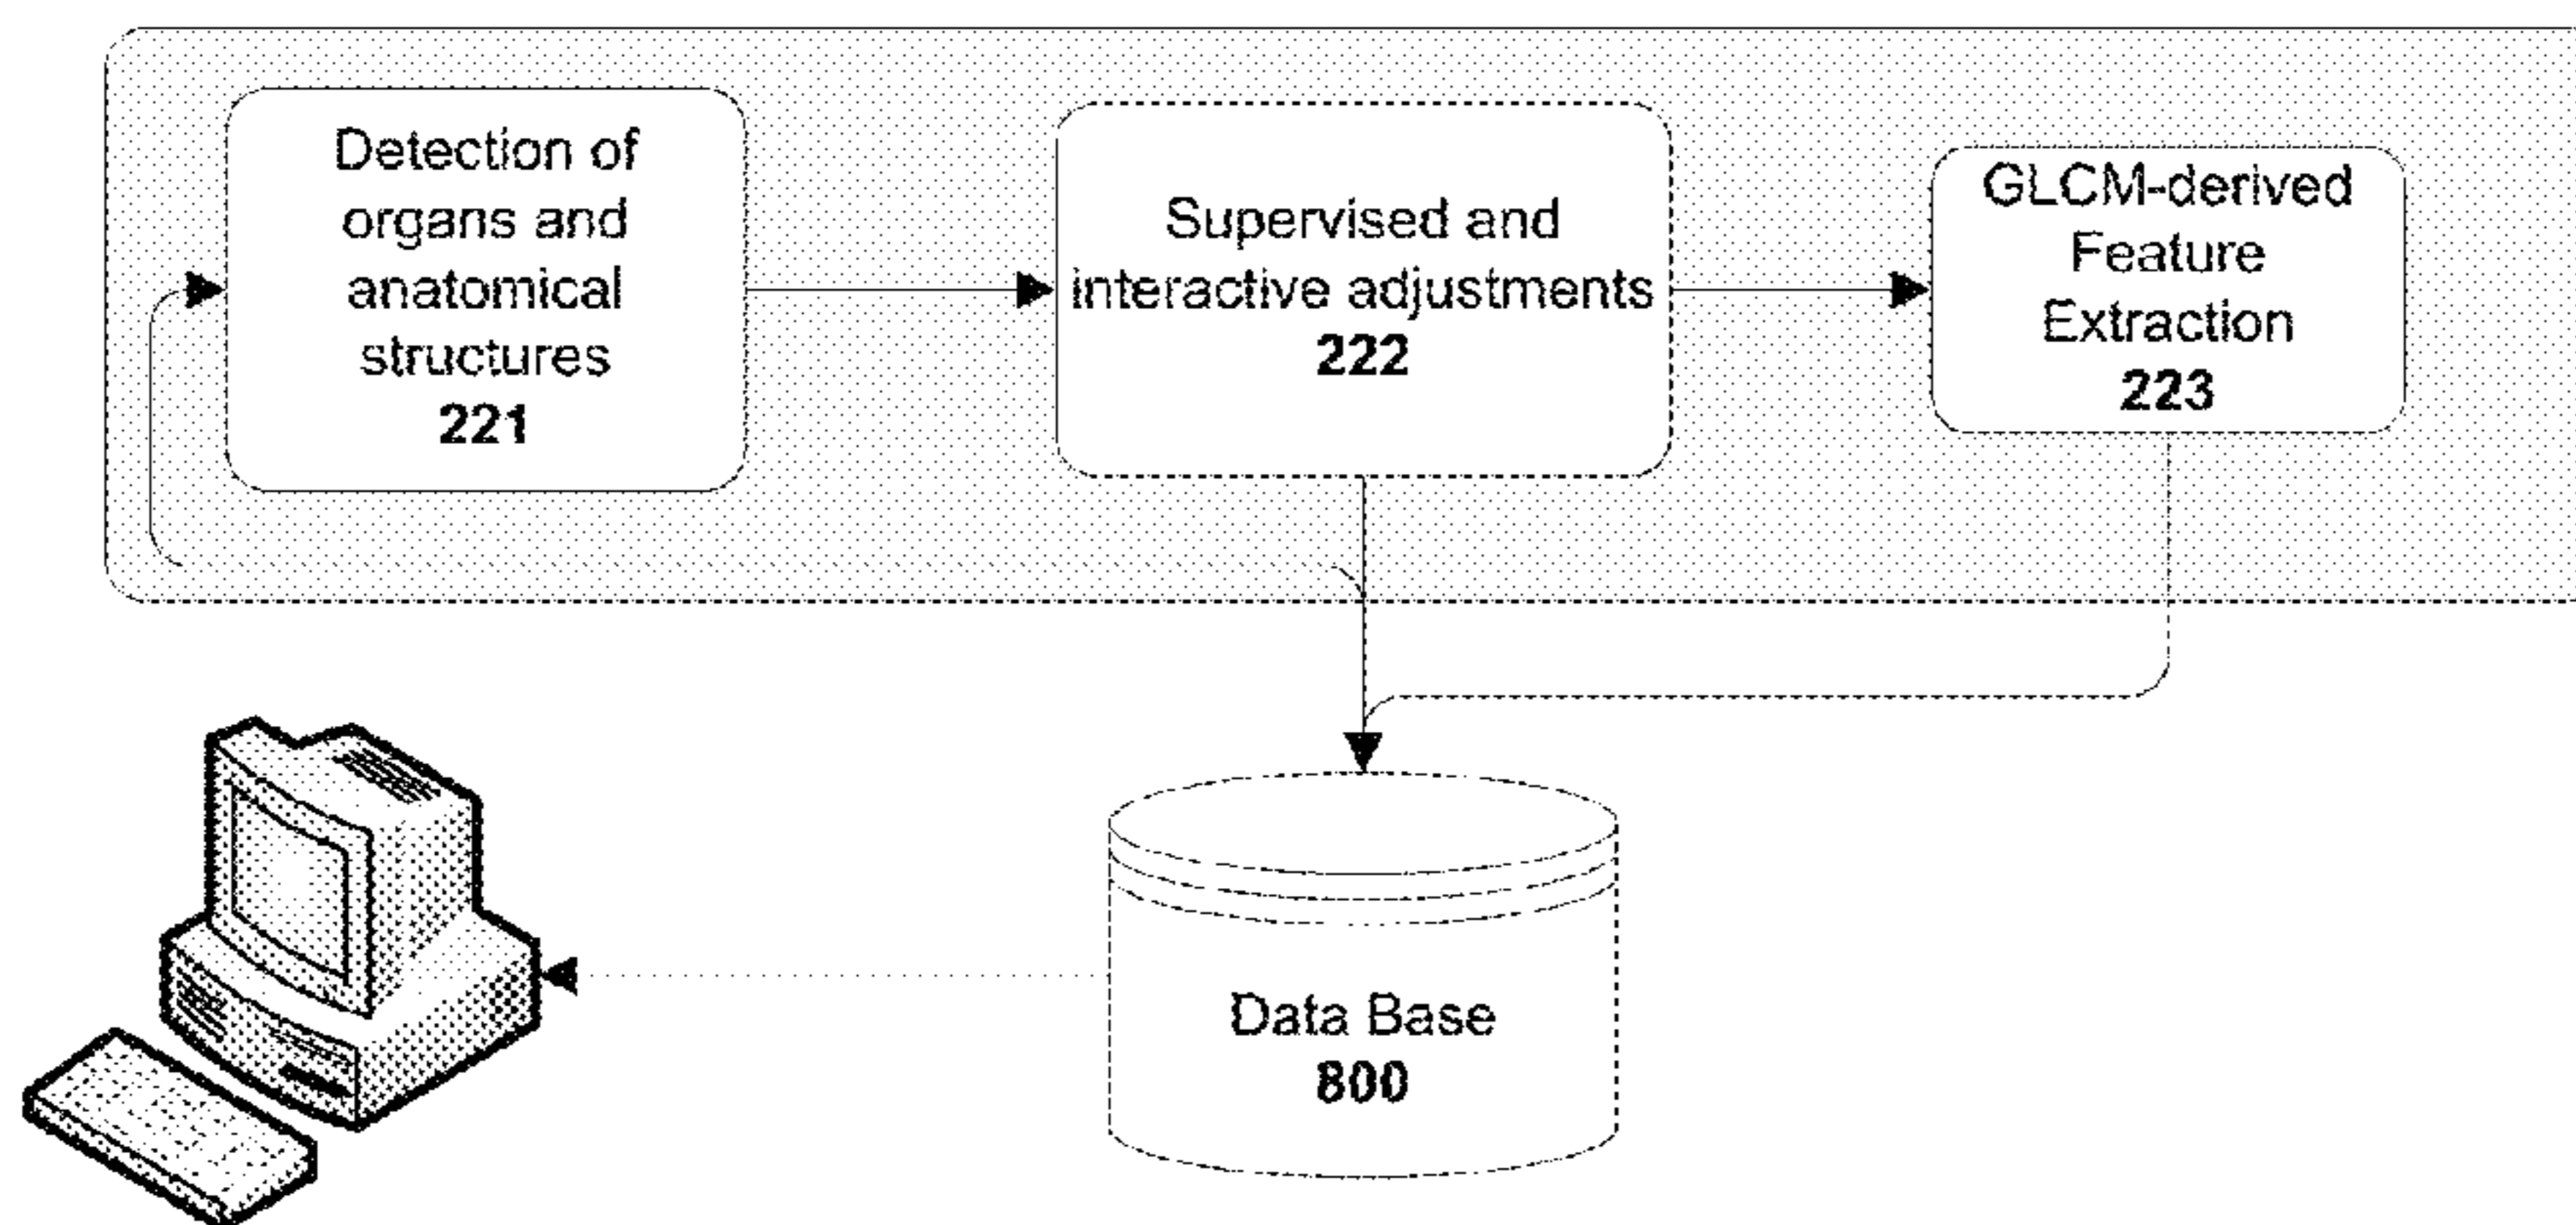 Detection of
organs and
anatomical
structures
221
Supervised and
interactive adjustments
222
GLCM-derived
Feature
Extraction
223
Data Base
800